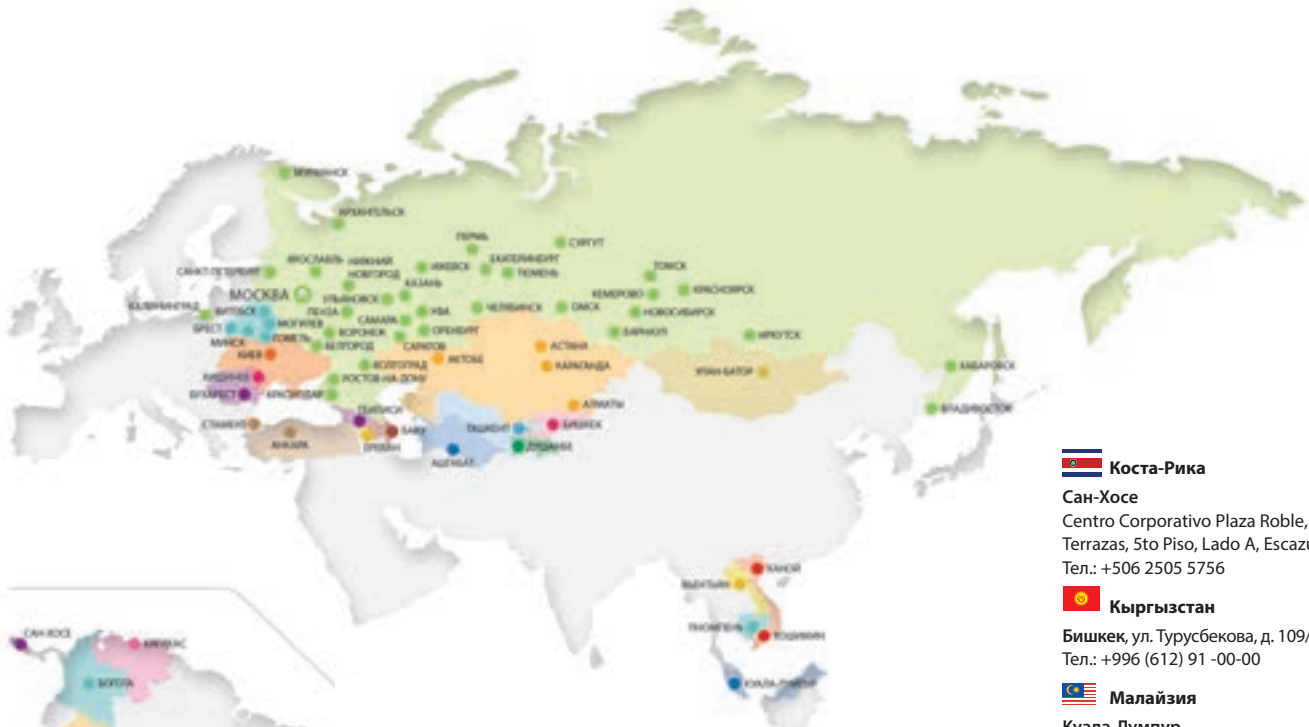 МУРМАНСК
АРХАНГЕЛЬСК
ПЕРМЬ
СУРГУТ
ЯРОСЛАВЛЬ
НИЖНИЙ
НОВГОРОД
ИЖЕВСК
ЕКАТЕРИНБУРГ
ТЮМЕНЬ
САНКТ-ПЕТЕРБУРГ
КАЗАНЬ
ТОМСК
МОСКВА
УЛЬЯНОВСК
КЕМЕРОВО
КРАСНОЯРСК
КАЛИНИНГРАД
ВИТЕБСК
ПЕНЗА
УФА
ЧЕЛЯБИНСК
ОМСК
НОВОСИБИРСК
БРЕСТ
МОГИЛЕВ
САМАРА
МИНСК
ГОМЕЛЬ
ВОРОНЕЖ
ОРЕНБУРГ
БАРНАУЛ
ИРКУТСК
БЕЛГОРОД
САРАТОВ
АСТАНА
КИЕВ
ВОЛГОГРАД
АКТОБЕ
КАРАГАНДА
УЛАН-БАТОР
ХАБАРОВСК
КИШИНЕВ
РОСТОВ-НА-ДОНУ
БУХАРЕСТ
КРАСНОДАР
АЛМАТЫ
ВЛАДИВОСТОК
СТАМБУЛ
ТБИЛИСИ
БАКУ
ТАШКЕНТ
БИШКЕК
АНКАРА
ЕРЕВАН
ДУШАНБЕ
АШГАБАТ
Коста-Рика
Сан-Хосе
Centro Corporativo Plaza Roble,
Terrazas, 5to Piso, Lado A, Escazu
Тел.: +506 2505 5756
ХАНОЙ
ВЬЕНТЬЯН
Кыргызстан
ПНОМПЕНЬ
ХОШИМИН
Бишкек, ул. Турусбекова, д. 109/
Тел.: +996 (612) 91 -00-00
САН-ХОСЕ
КАРАКАС
БОГОТА
КУАЛА-ЛУМПУР
Малайзия
Куала-Лумпур